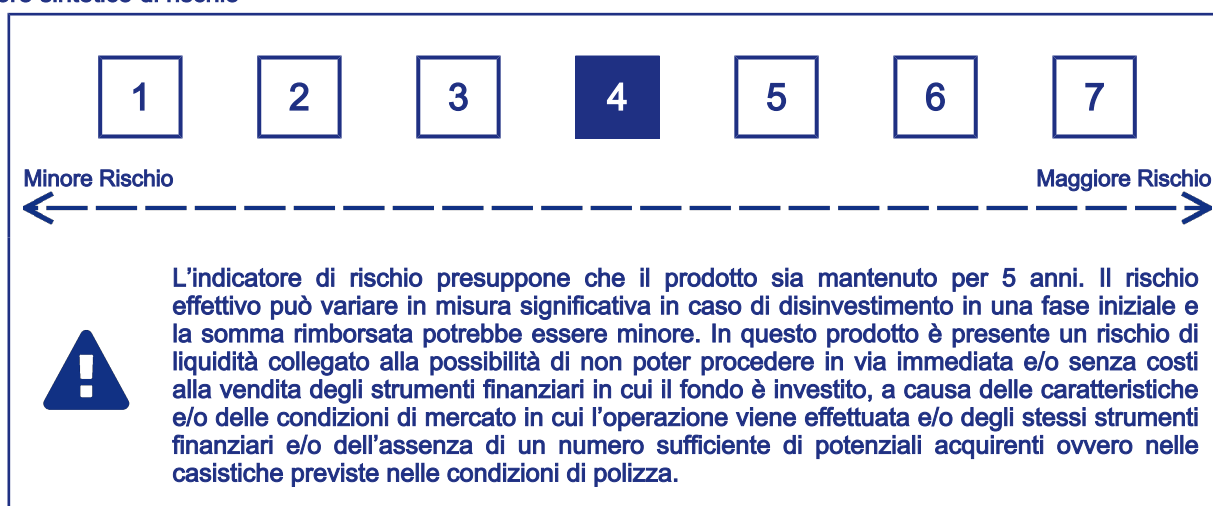 sintetico di rischio
1 2 3 4 5 6 7
Minore Rischio Maggiore Rischio
L'indicatore di rischio presuppone che il prodotto sia mantenuto per 5 anni. Il rischio
effettivo può variare in misura significativa in caso di disinvestimento in una fase iniziale e
la somma rimborsata potrebbe essere minore. In questo prodotto è presente un rischio di
liquidità collegato alla possibilità di non poter procedere in via immediata e/o senza costi
alla vendita degli strumenti finanziari in cui il fondo è investito, a causa delle caratteristiche
e/o delle condizioni di mercato in cui l'operazione viene effettuata e/o degli stessi strumenti
finanziari e/o dell'assenza di un numero sufficiente di potenziali acquirenti ovvero nelle
casistiche previste nelle condizioni di polizza.